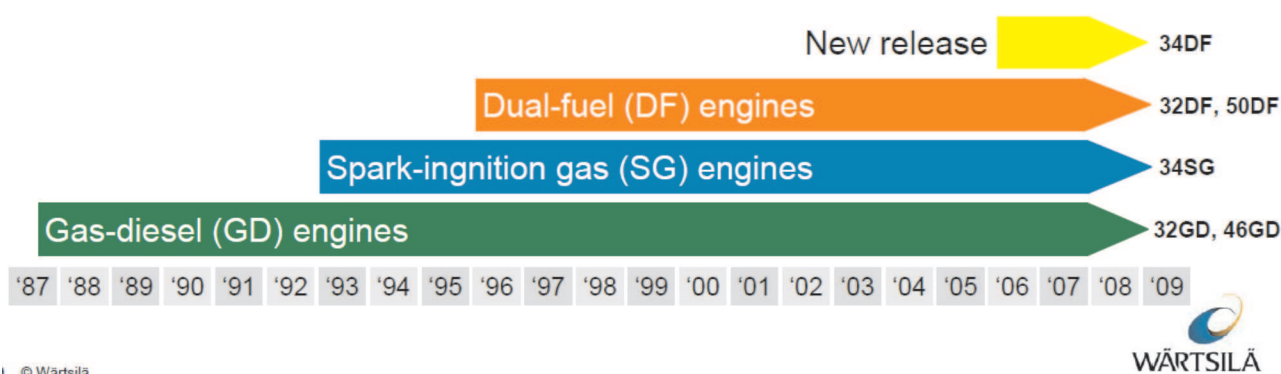 New release 34DF
Dual-fuel (DF) engines 32DF, 50DF
Spark-ingnition gas (SG) engines 34SG
Gas-diesel (GD) engines 32GD, 46GD
‘87 ‘88 ‘89 ‘90 ‘91 ‘92 ‘93 ‘94 ‘95 ‘96 ‘97 ‘98 ‘99 ‘00 ‘01 ‘02 ‘03 ‘04 ‘05 ‘06 ‘07 ‘08 ‘09
WÄRTSILÄ
© Wärtsilä